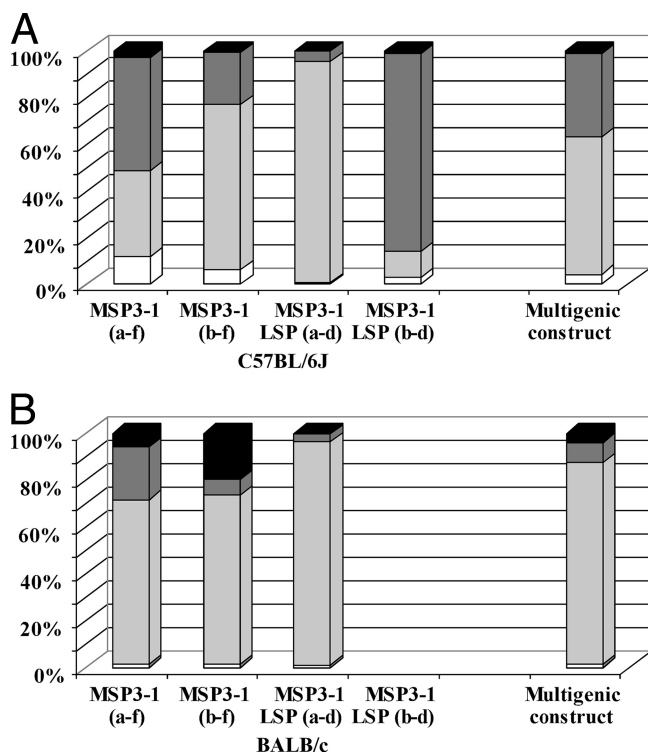 A
100%
80%
60%
40%
20%
0%
MSP3-1 MSP3-1 MSP3-1 MSP3-1 Multigenic
(a-f) (b-f) LSP (a-d) LSP (b-d) construct
C57BL/6J
B
100%
80%
60%
40%
20%
0%
MSP3-1 MSP3-1 MSP3-1 MSP3-1 Multigenic
(a-f) (b-f) LSP (a-d) LSP (b-d) construct
BALB/c